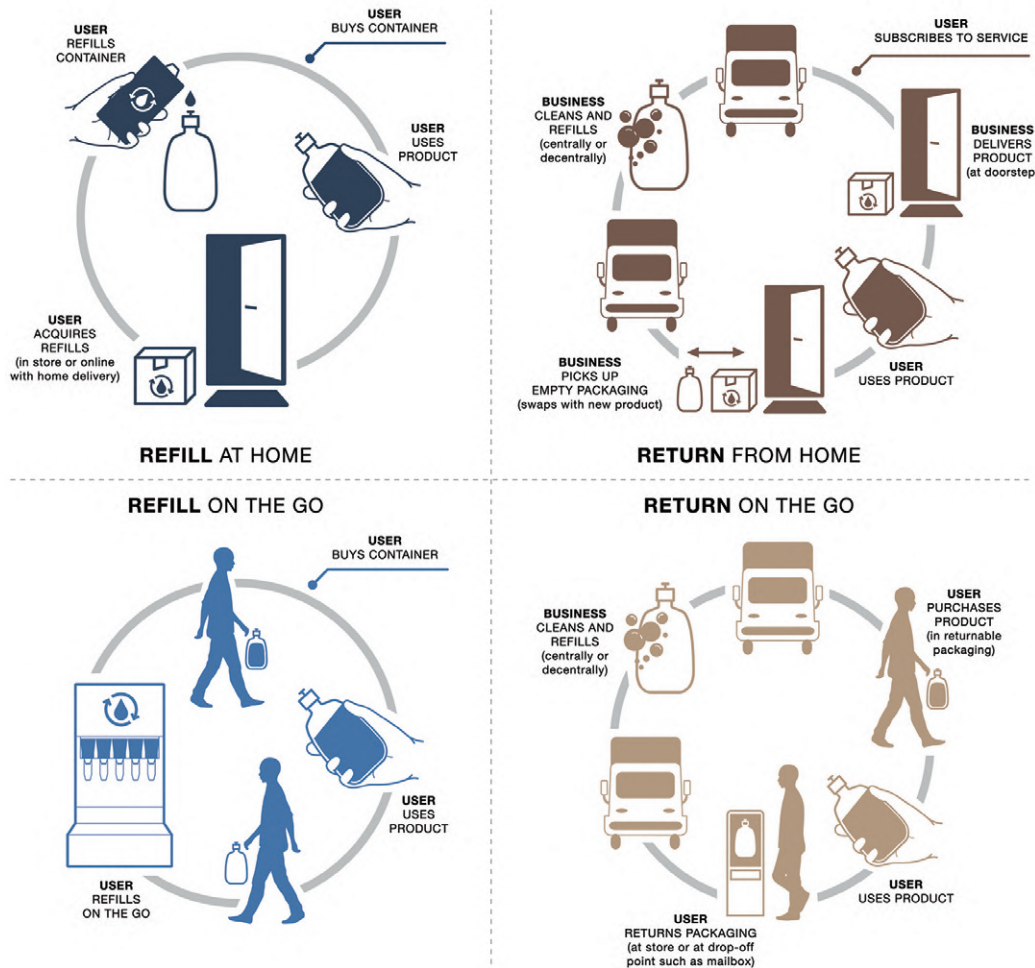 USER
REFILLS
CONTAINER
USER
BUYS CONTAINER
USER
USES
PRODUCT
USER
ACQUIRES
REFILLS
(in store or online
with home delivery)
REFILL AT HOME
USER
SUBSCRIBES TO SERVICE
BUSINESS
CLEANS AND
REFILLS
(centrally or
decentrally)
BUSINESS
DELIVERS
PRODUCT
(at doorstep)
USER
USES PRODUCT
BUSINESS
PICKS UP
EMPTY PACKAGING
(swaps with new product)
RETURN FROM HOME
REFILL ON THE GO
USER
BUYS CONTAINER
USER
USES
PRODUCT
USER
REFILLS
ON THE GO
RETURN ON THE GO
BUSINESS
CLEANS AND
REFILLS
(centrally or
decentrally)
USER
PURCHASES
PRODUCT
(in returnable
packaging)
USER
USES PRODUCT
USER
RETURNS PACKAGING
(at store or at drop-off
point such as mailbox)